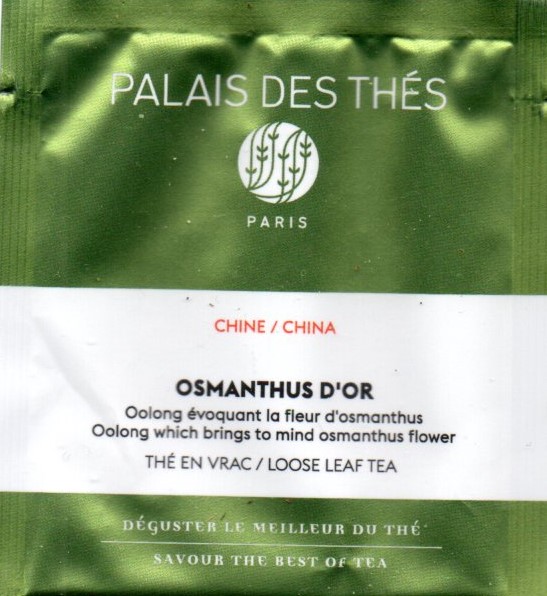 PALAIS DES THÉS
PARIS
CHINE / CHINA
OSMANTHUS D'OR
Oolong évoquant la fleur d'osmanthus
Oolong which brings to mind osmanthus flower
THÉ EN VRAC / LOOSE LEAF TEA
DÉGUSTER LE MEILLEUR DU THÉ
SAVOUR THE BEST OF TEA